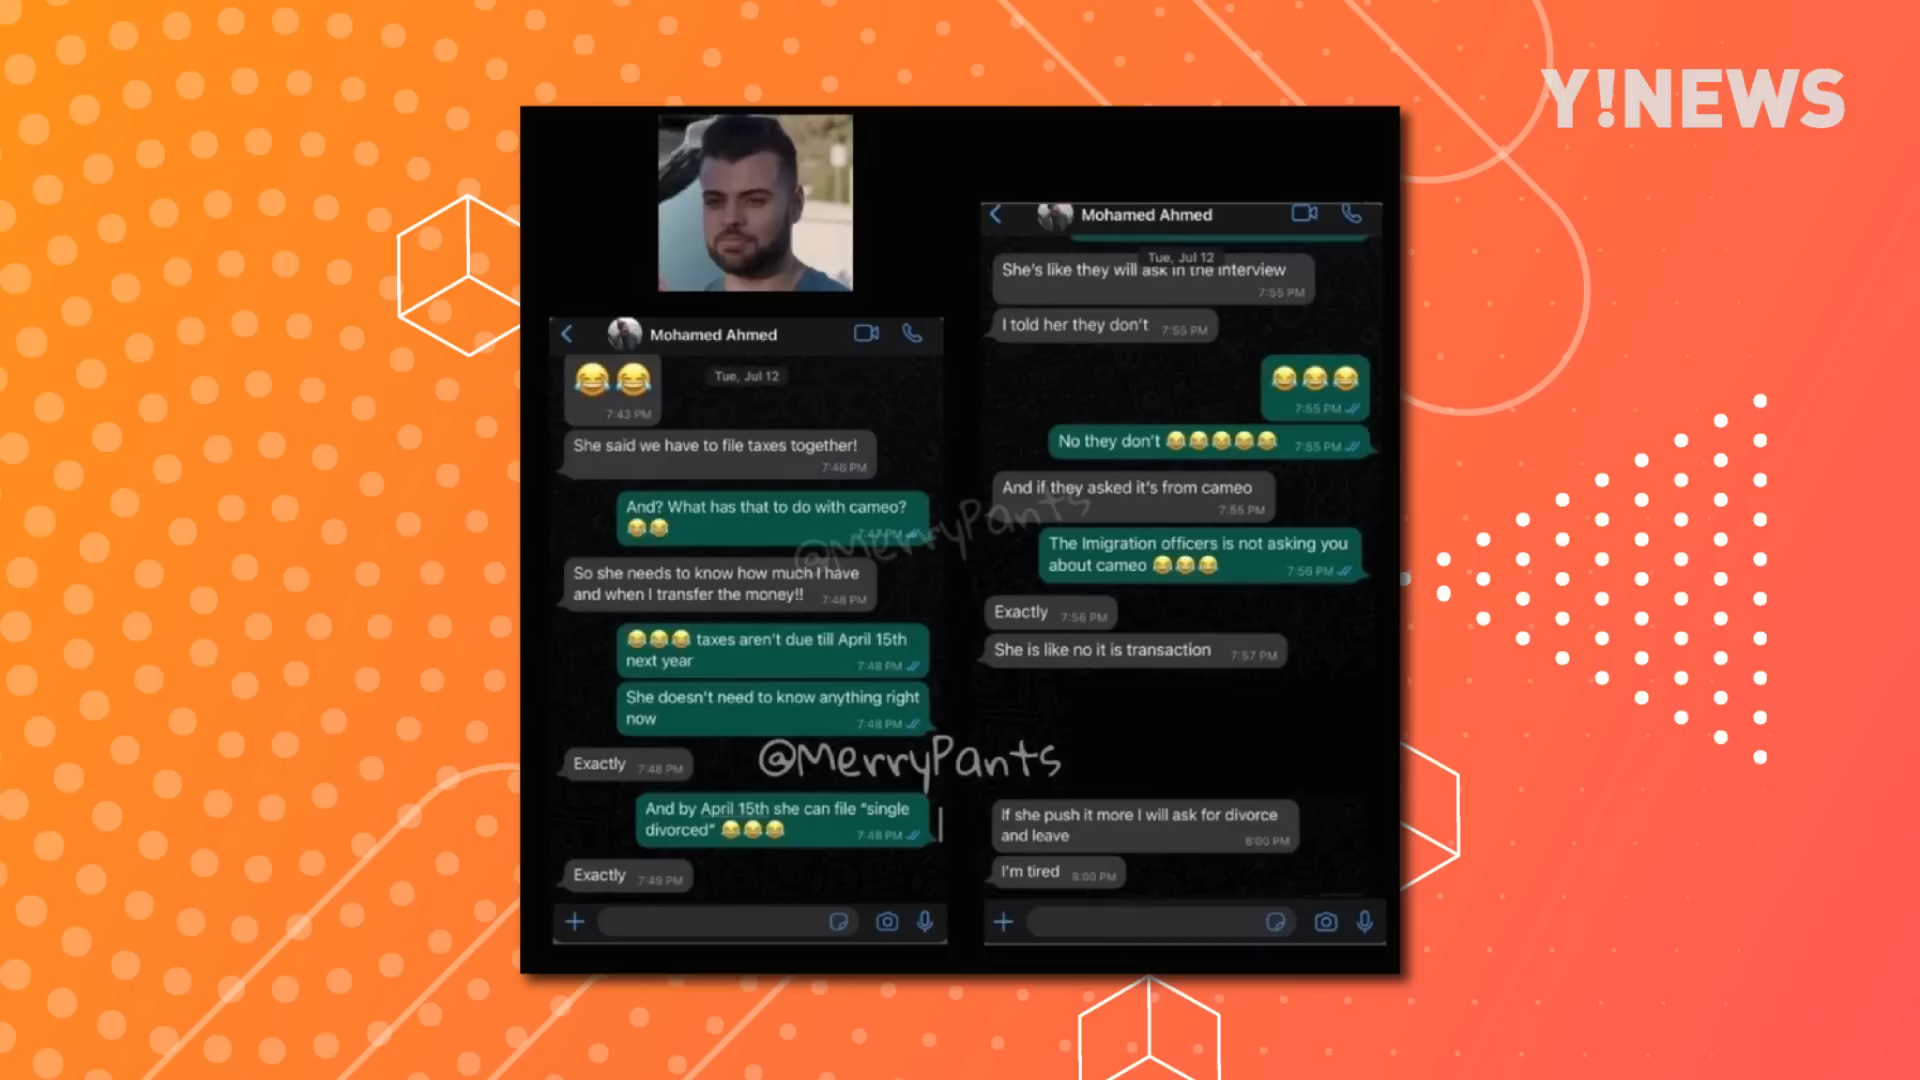 Y!NEWS
Mohamed Ahmed
Tue, Jul 12
😂😂
7:43 PM
She said we have to file taxes together!
7:46 PM
And? What has that to do with cameo?
😂😂
7:47 PM
So she needs to know how much I have
and when I transfer the money!! 7:48 PM
😂😂😂 taxes aren't due till April 15th
next year 7:48 PM
She doesn't need to know anything right
now 7:48 PM
Exactly 7:48 PM
And by April 15th she can file “single
divorced” 😂😂😂 7:48 PM
Exactly 7:49 PM
Mohamed Ahmed
Tue, Jul 12
She's like they will ask in the interview
7:55 PM
I told her they don't 7:55 PM
😂😂😂
7:55 PM
No they don't 😂😂😂😂😂 7:55 PM
And if they asked it's from cameo
7:55 PM
The Imigration officers is not asking you
about cameo 😂😂😂 7:56 PM
Exactly 7:56 PM
She is like no it is transaction 7:57 PM
If she push it more I will ask for divorce
and leave 8:00 PM
I'm tired 8:00 PM
@MerryPants
@MerryPants